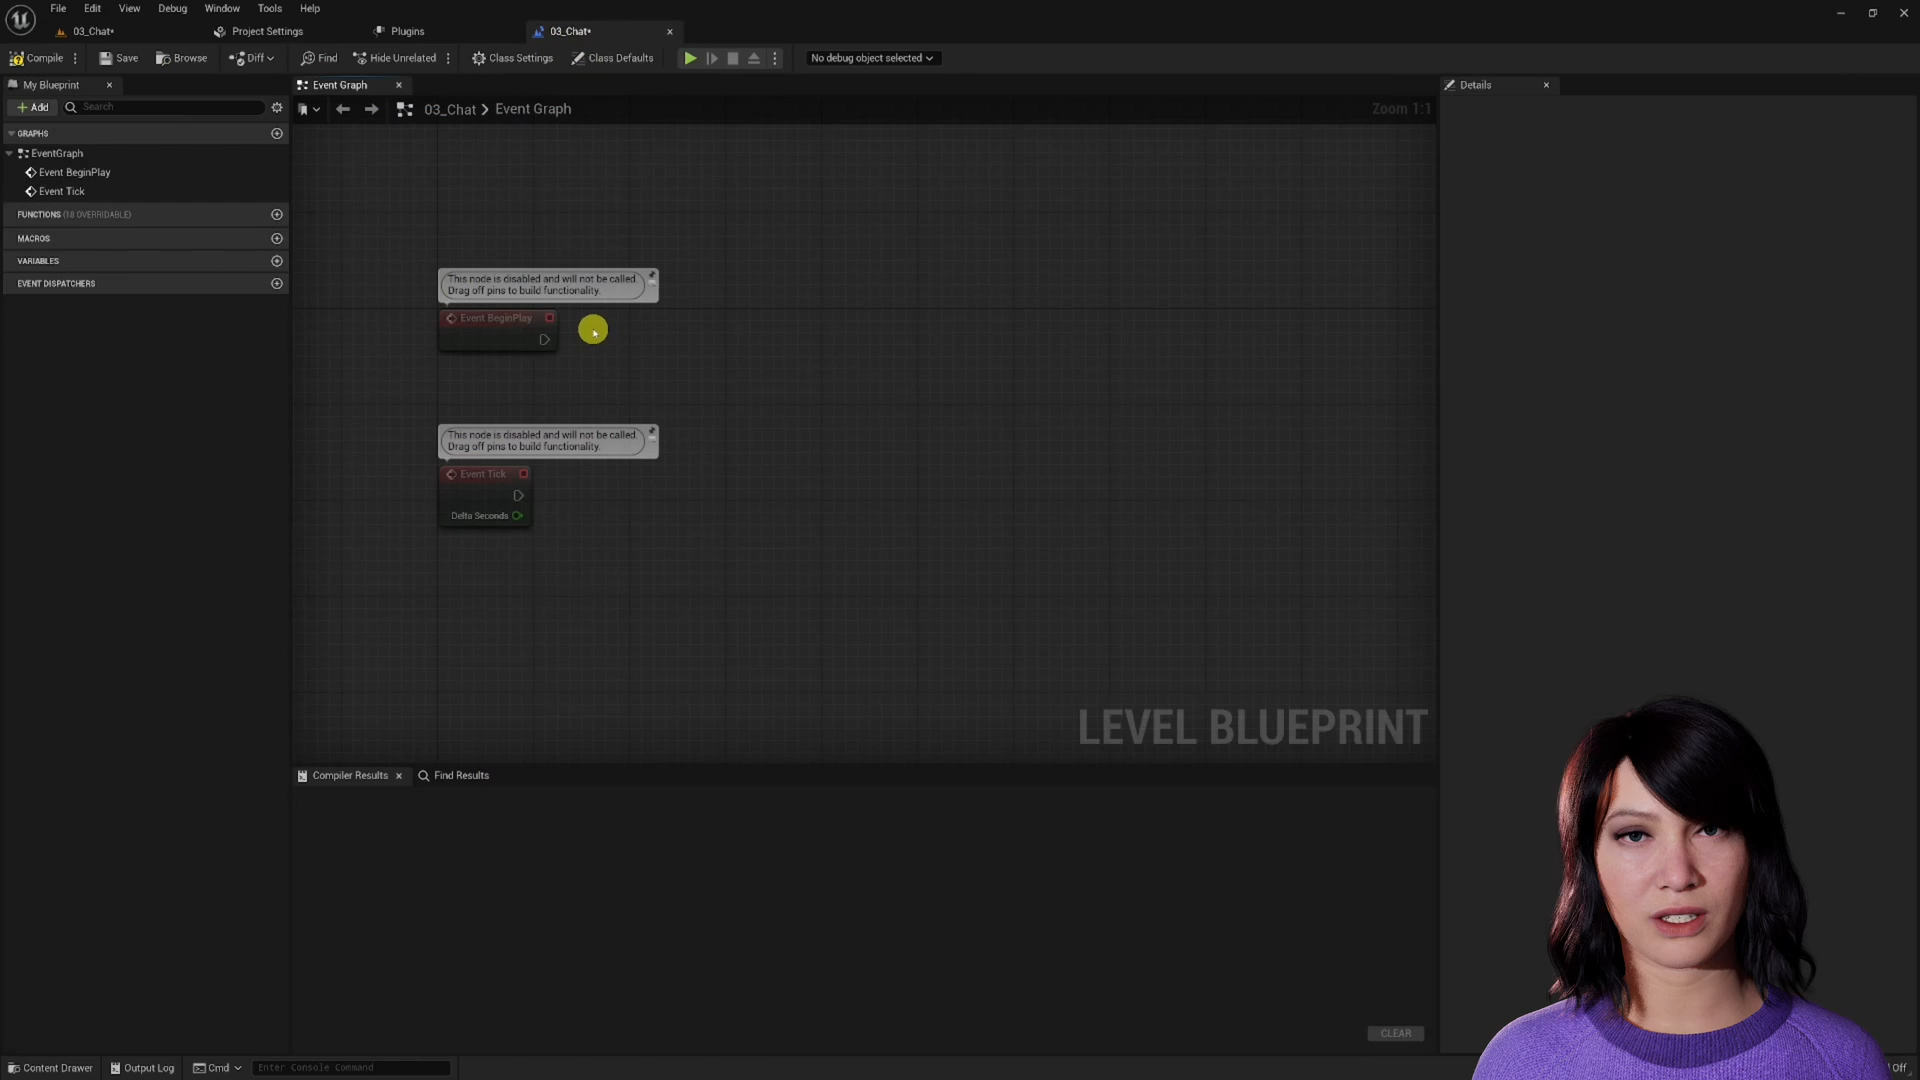 File Edit View Debug Window Tools Help
03_Chat* Project Settings Plugins 03_Chat*
Compile Save Browse Diff Find Hide Unrelated Class Settings Class Defaults No debug object selected
My Blueprint Event Graph Details
Add Search 03_Chat > Event Graph Zoom 1:1
GRAPHS
EventGraph
Event BeginPlay
Event Tick
FUNCTIONS (18 OVERRIDABLE)
MACROS
VARIABLES
EVENT DISPATCHERS
This node is disabled and will not be called.
Drag off pins to build functionality.
Event BeginPlay
This node is disabled and will not be called.
Drag off pins to build functionality.
Event Tick
Delta Seconds
LEVEL BLUEPRINT
Compiler Results Find Results
CLEAR
Content Drawer Output Log Cmd Enter Console Command Off